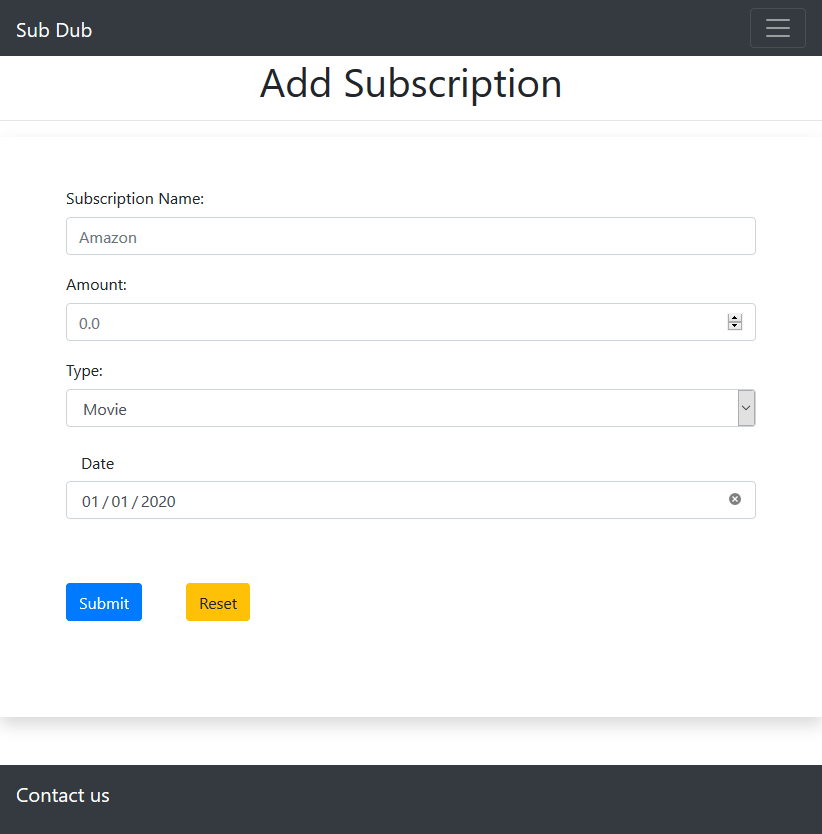 Sub Dub
Add Subscription
Subscription Name:
Amazon
Amount:
0.0
Type:
Movie
Date
01 / 01 / 2020
Submit Reset
Contact us